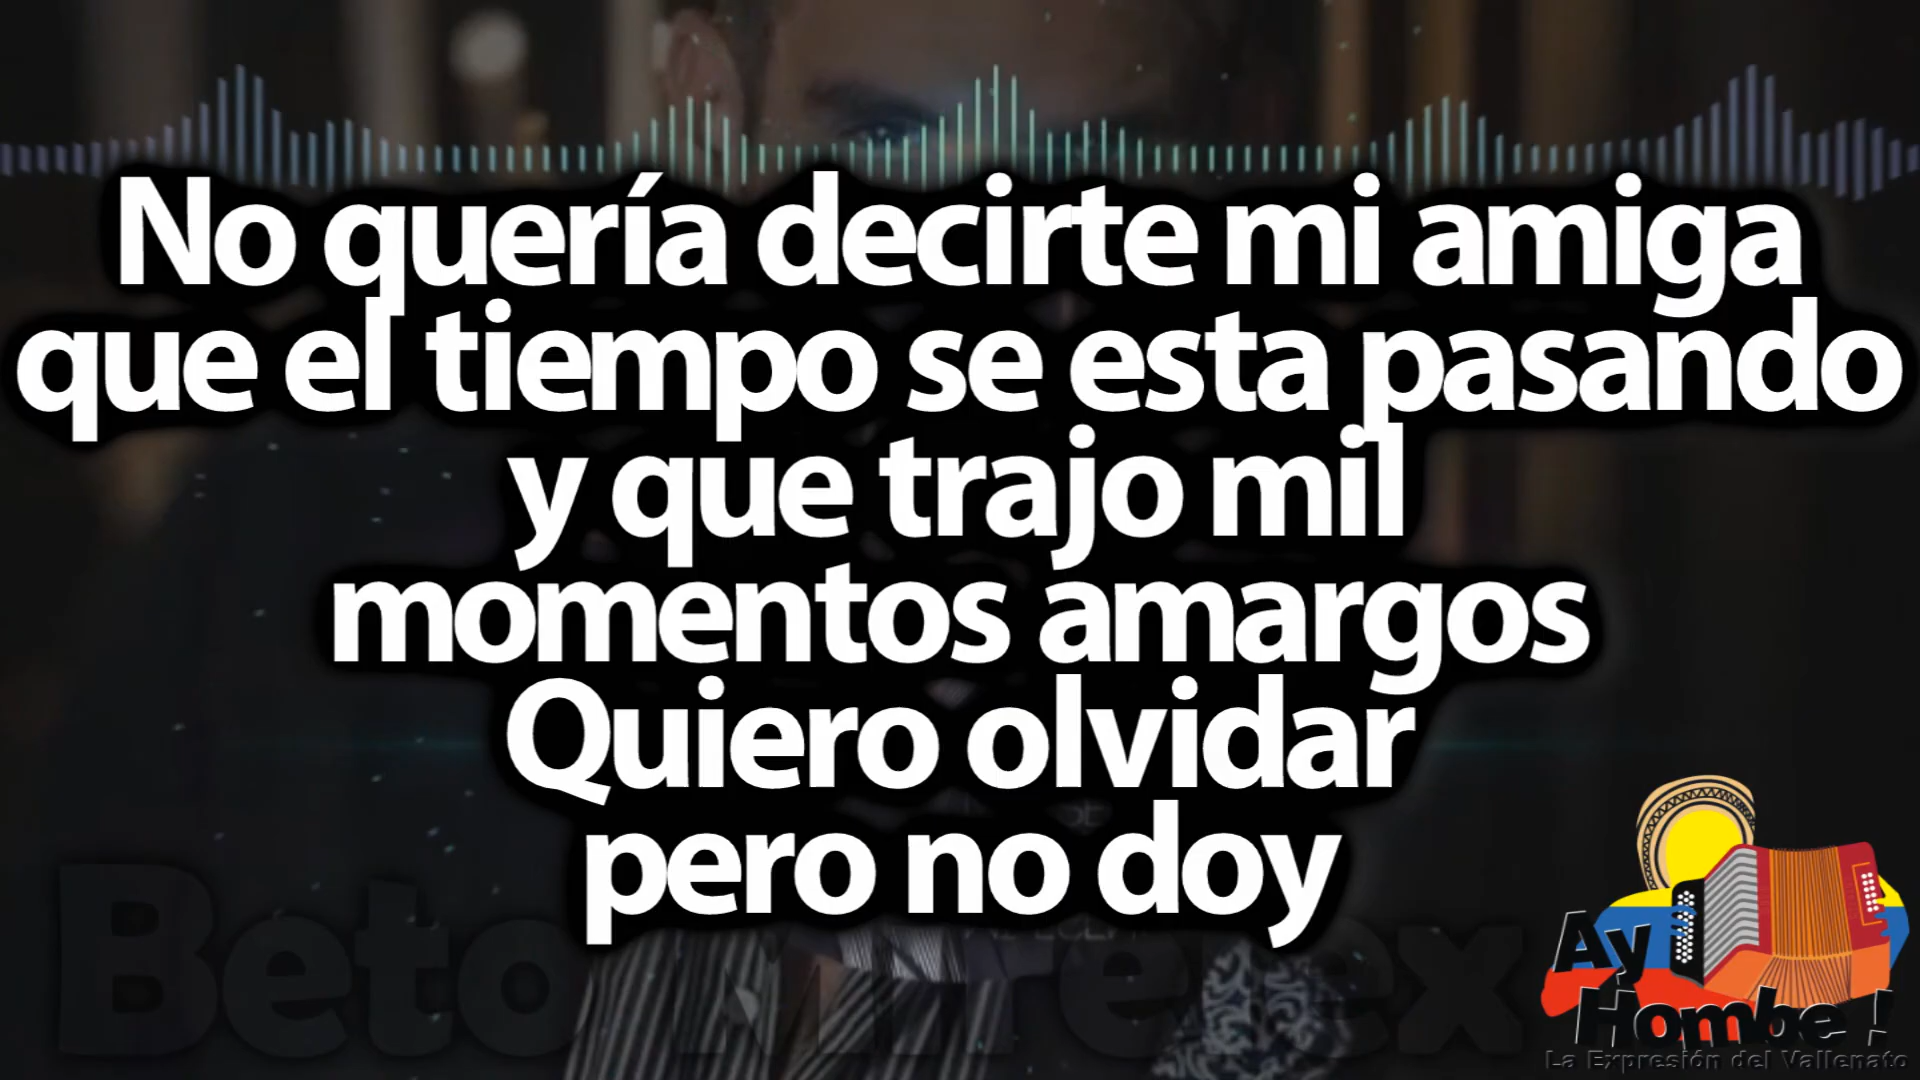 No quería decirte mi amiga
que el tiempo se esta pasando
y que trajo mil
momentos amargos
Quiero olvidar
pero no doy
Beto
Ay
Hombe !
La Expresión del Vallenato